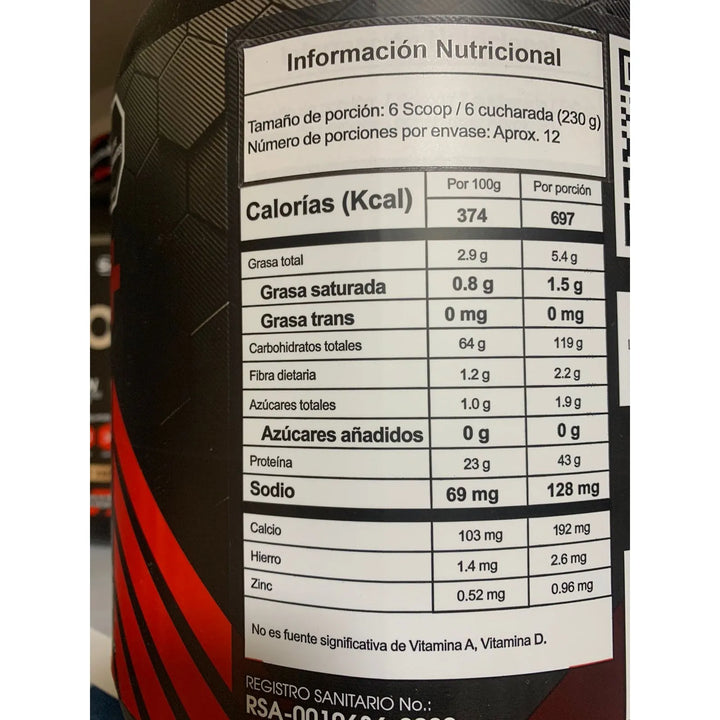 Información Nutricional
Tamaño de porción: 6 Scoop / 6 cucharada (230 g)
Número de porciones por envase: Aprox. 12
Calorías (Kcal) Por 100g Por porción
374 697
Grasa total 2.9 g 5.4 g
Grasa saturada 0.8 g 1.5 g
Grasa trans 0 mg 0 mg
Carbohidratos totales 64 g 119 g
Fibra dietaria 1.2 g 2.2 g
Azúcares totales 1.0 g 1.9 g
Azúcares añadidos 0 g 0 g
Proteína 23 g 43 g
Sodio 69 mg 128 mg
Calcio 103 mg 192 mg
Hierro 1.4 mg 2.6 mg
Zinc 0.52 mg 0.96 mg
No es fuente significativa de Vitamina A, Vitamina D.
REGISTRO SANITARIO No.: